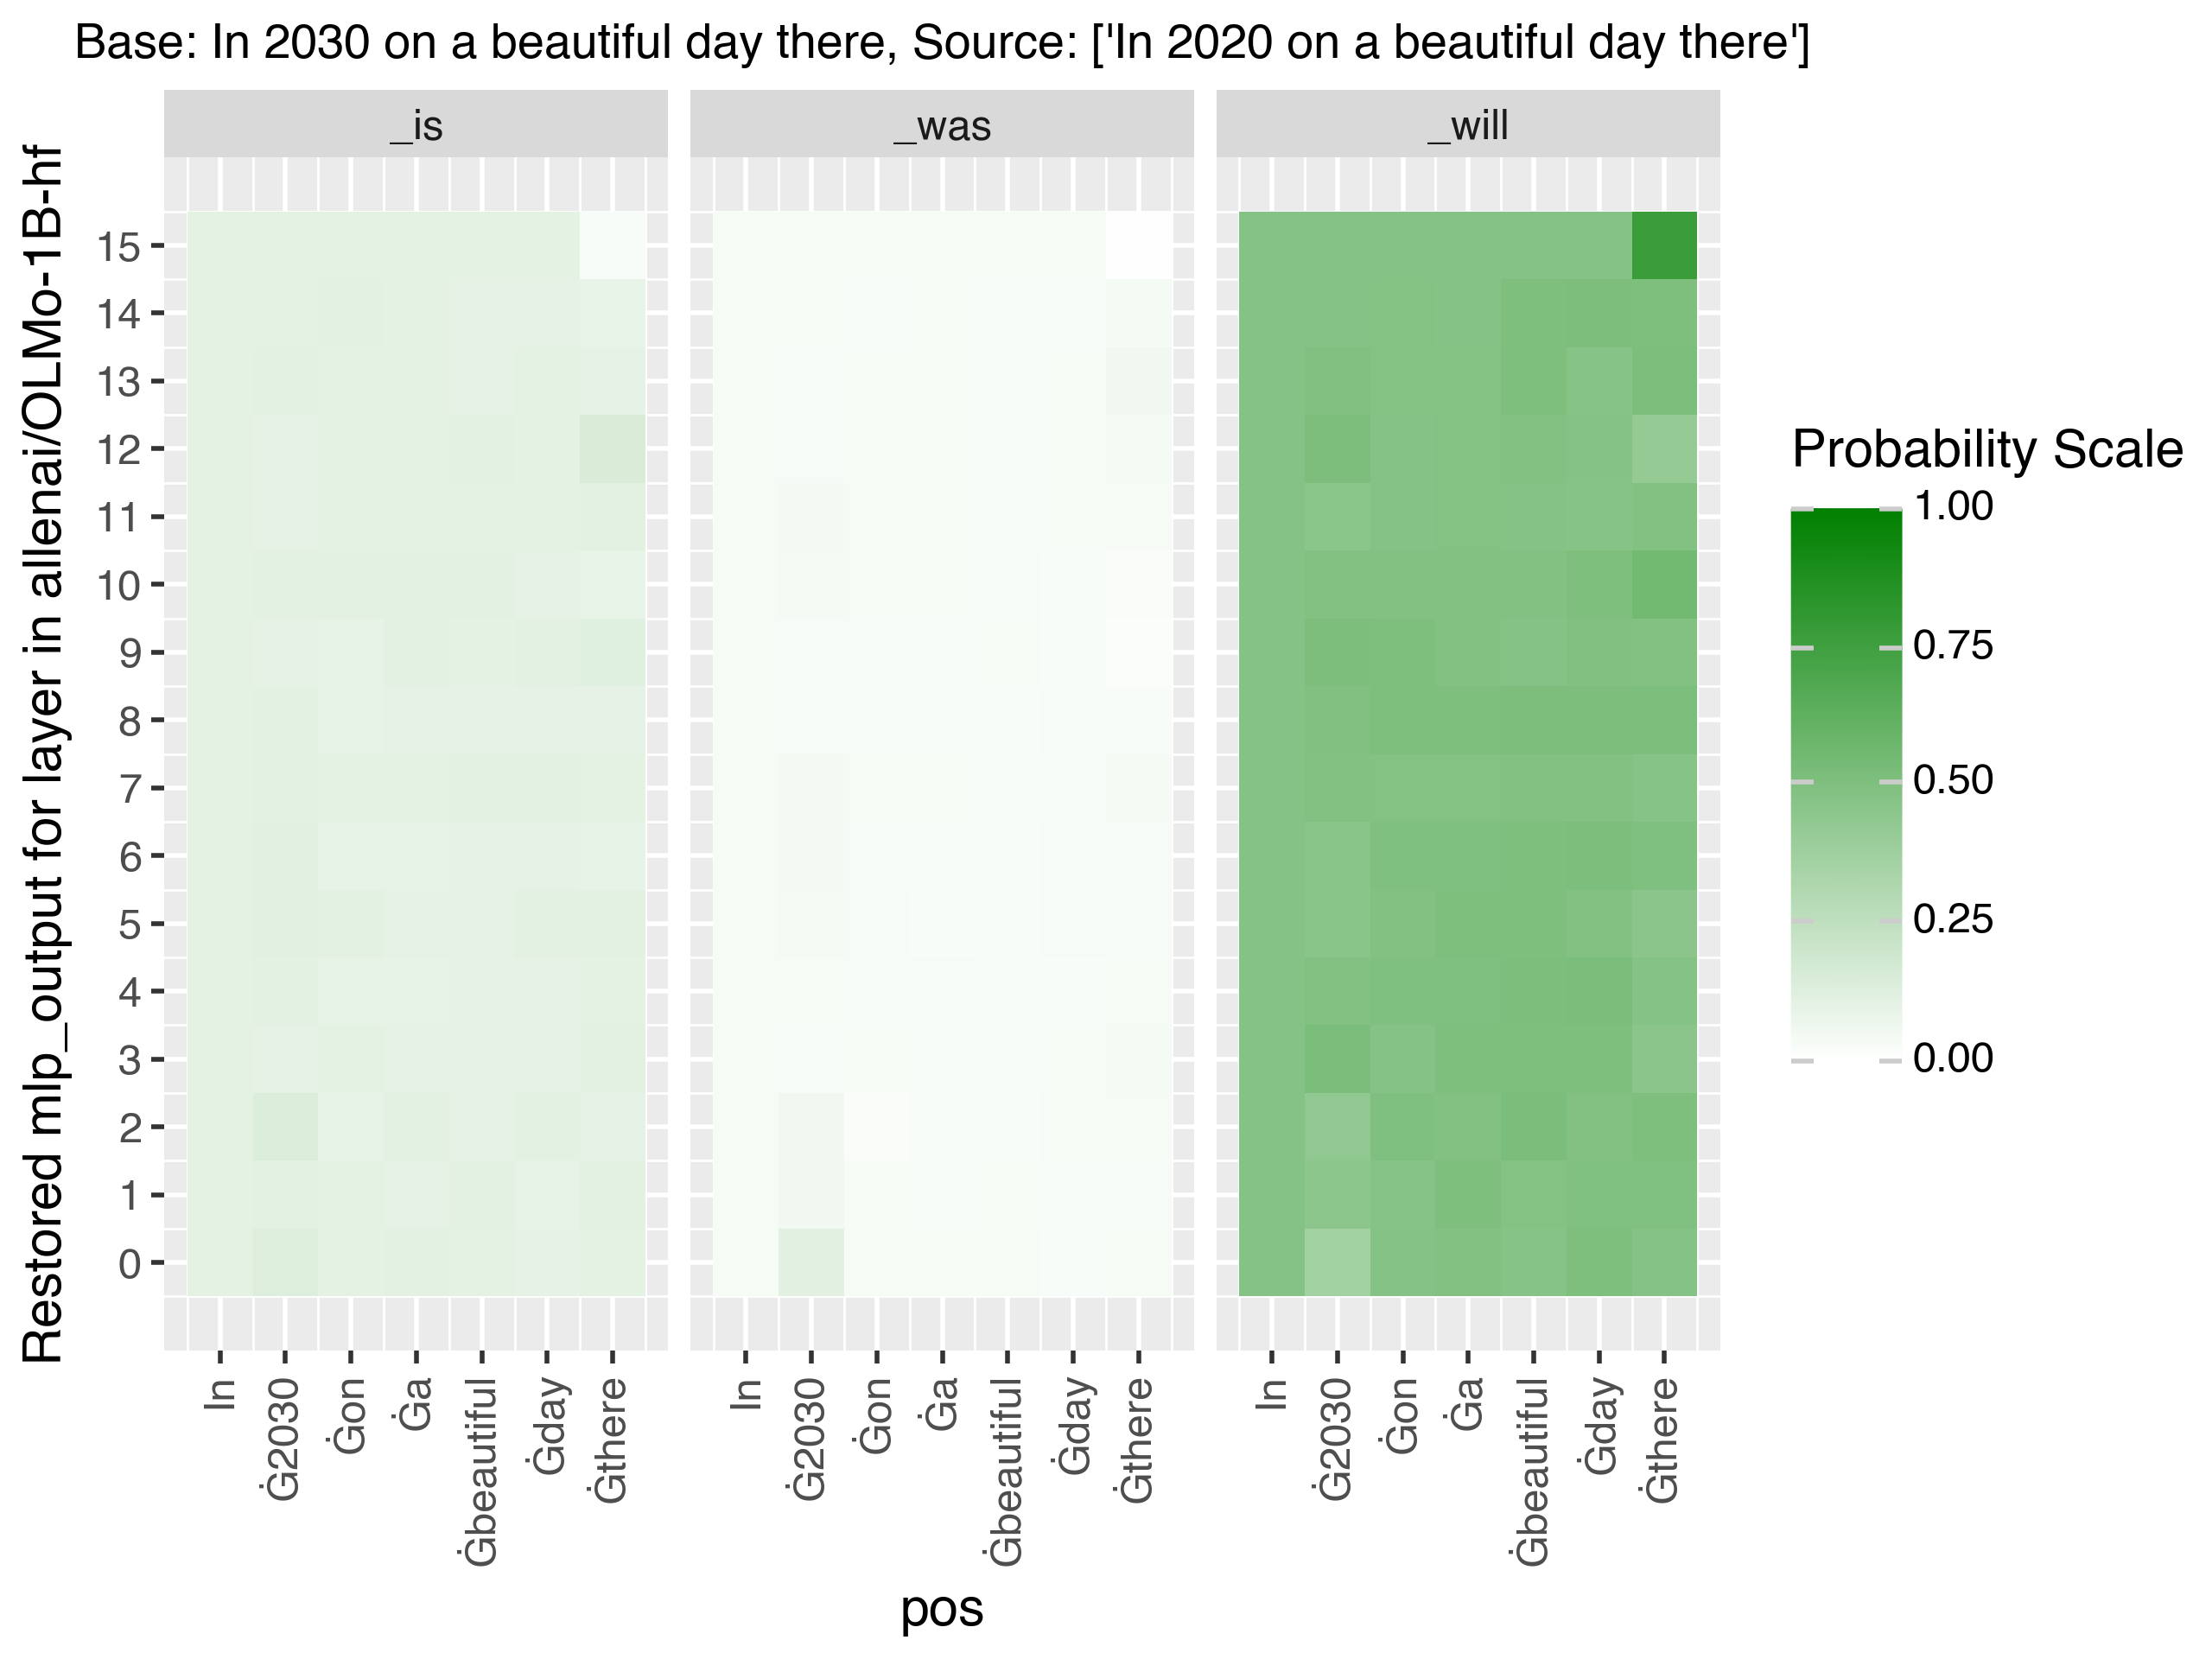 Base: In 2030 on a beautiful day there, Source: ['In 2020 on a beautiful day there']
_is
_was
_will
Restored mlp_output for layer in allenai/OLMo-1B-hf
15
14
13
12
11
10
9
8
7
6
5
4
3
2
1
0
In
Ġ2030
Ġon
Ġa
Ġbeautiful
Ġday
Ġthere
In
Ġ2030
Ġon
Ġa
Ġbeautiful
Ġday
Ġthere
In
Ġ2030
Ġon
Ġa
Ġbeautiful
Ġday
Ġthere
pos
Probability Scale
1.00
0.75
0.50
0.25
0.00